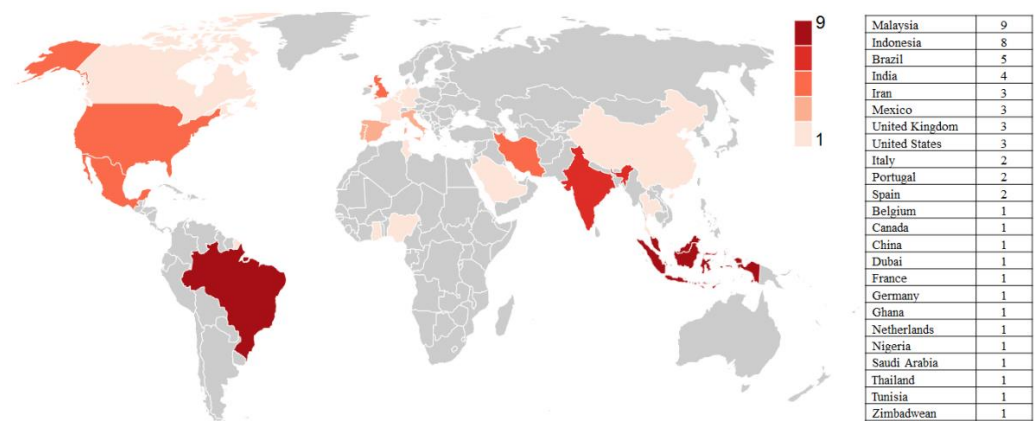 9
1
Malaysia 9
Indonesia 8
Brazil 5
India 4
Iran 3
Mexico 3
United Kingdom 3
United States 3
Italy 2
Portugal 2
Spain 2
Belgium 1
Canada 1
China 1
Dubai 1
France 1
Germany 1
Ghana 1
Netherlands 1
Nigeria 1
Saudi Arabia 1
Thailand 1
Tunisia 1
Zimbadwean 1